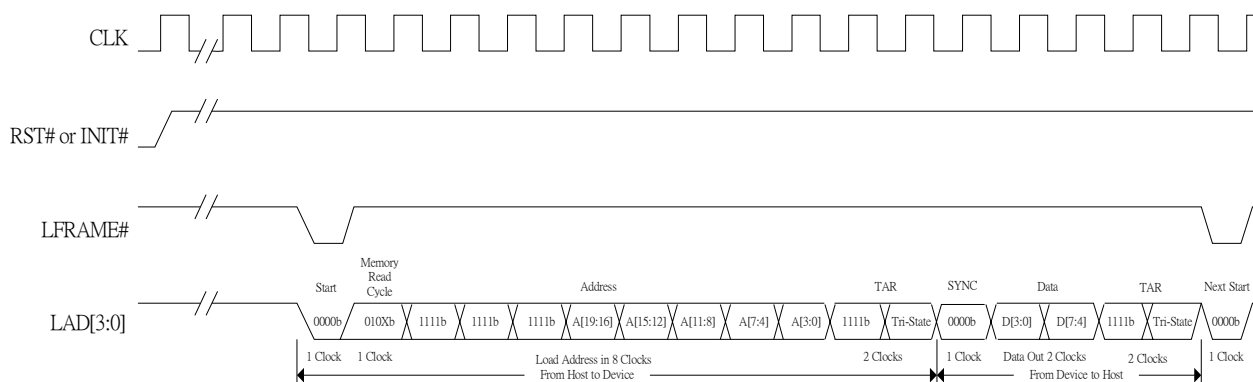 CLK
RST# or INIT#
LFRAME#
Memory
Read
Cycle
Start Address TAR SYNC Data TAR Next Start
LAD[3:0] 0000b 010Xb 1111b 1111b 1111b A[19:16] A[15:12] A[11:8] A[7:4] A[3:0] 1111b Tri-State 0000b D[3:0] D[7:4] 1111b Tri-State 0000b
1 Clock 1 Clock Load Address in 8 Clocks 2 Clocks 1 Clock Data Out 2 Clocks 2 Clocks 1 Clock
From Host to Device From Device to Host